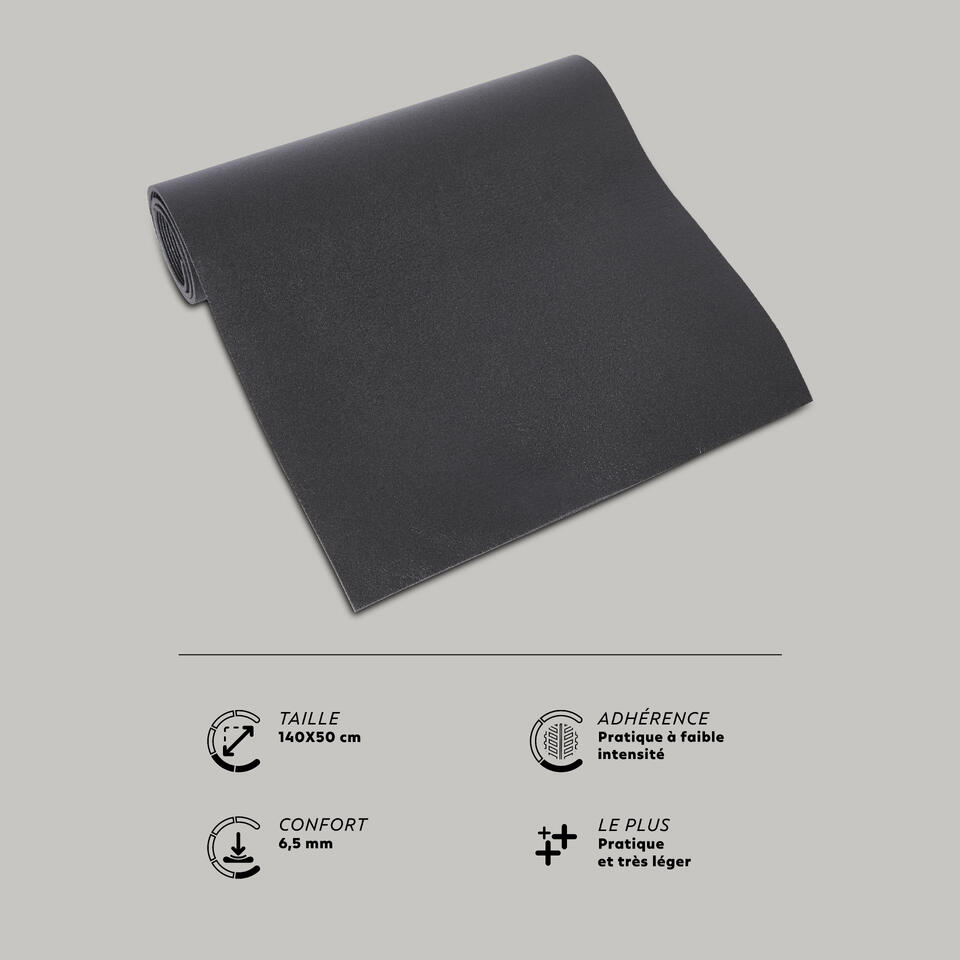 TAILLE
140X50 cm
ADHÉRENCE
Pratique à faible
intensité
CONFORT
6,5 mm
LE PLUS
Pratique
et très léger